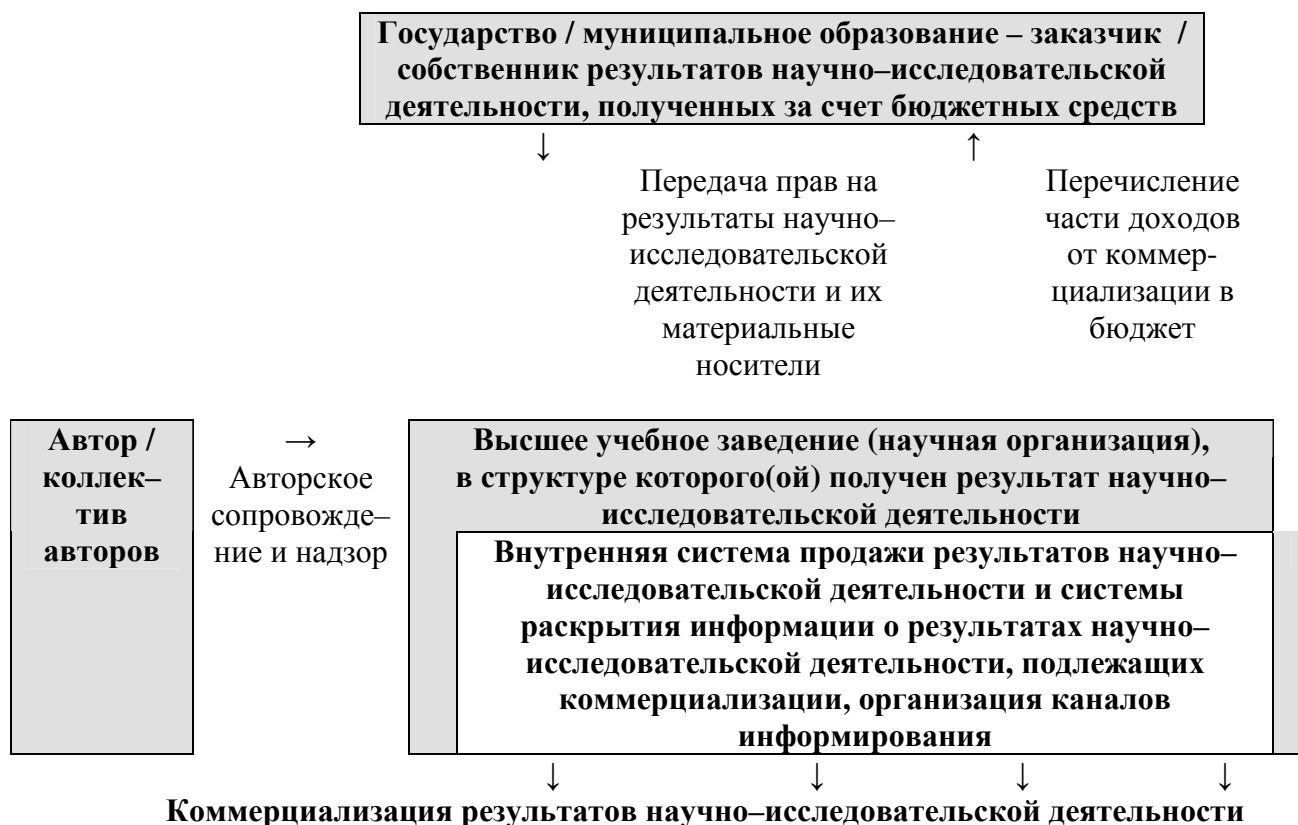 Государство / муниципальное образование – заказчик /
собственник результатов научно–исследовательской
деятельности, полученных за счет бюджетных средств
↓ ↑
Передача прав на
результаты научно–
исследовательской
деятельности и их
материальные
носители
Перечисление
части доходов
от коммер-
циализации в
бюджет
Автор /
коллек–
тив
авторов
→
Авторское
сопровожде–
ние и надзор
Высшее учебное заведение (научная организация),
в структуре которого(ой) получен результат научно–
исследовательской деятельности
Внутренняя система продажи результатов научно–
исследовательской деятельности и системы
раскрытия информации о результатах научно–
исследовательской деятельности, подлежащих
коммерциализации, организация каналов
информирования
↓ ↓ ↓ ↓
Коммерциализация результатов научно–исследовательской деятельности